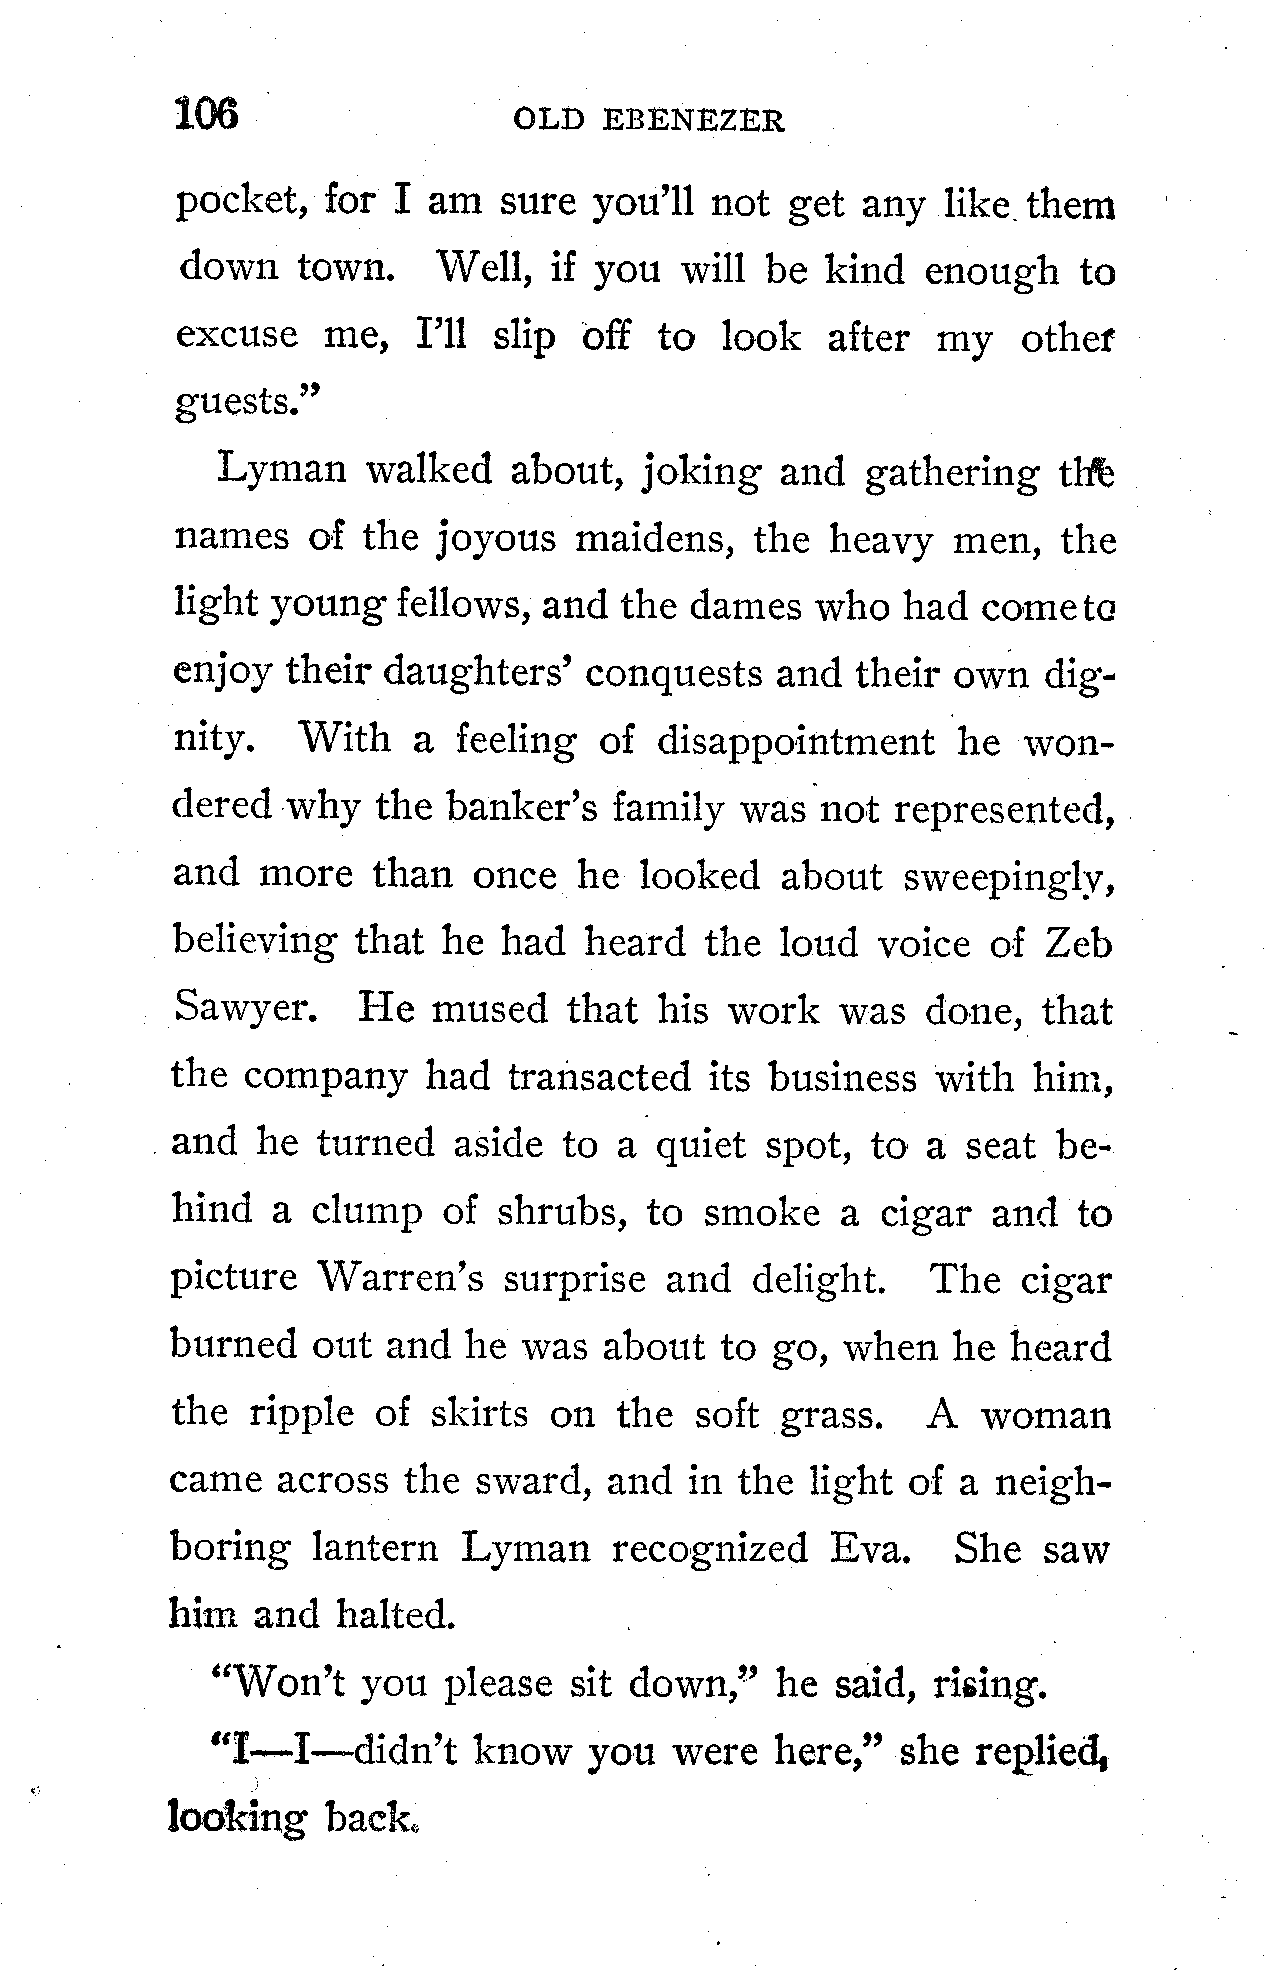 106 OLD EBENEZER
pocket, for I am sure you'll not get any like them
down town. Well, if you will be kind enough to
excuse me, I'll slip off to look after my other
guests."
Lyman walked about, joking and gathering the
names of the joyous maidens, the heavy men, the
light young fellows, and the dames who had come to
enjoy their daughters' conquests and their own dig-
nity. With a feeling of disappointment he won-
dered why the banker's family was not represented,
and more than once he looked about sweepingly,
believing that he had heard the loud voice of Zeb
Sawyer. He mused that his work was done, that
the company had transacted its business with him,
and he turned aside to a quiet spot, to a seat be-
hind a clump of shrubs, to smoke a cigar and to
picture Warren's surprise and delight. The cigar
burned out and he was about to go, when he heard
the ripple of skirts on the soft grass. A woman
came across the sward, and in the light of a neigh-
boring lantern Lyman recognized Eva. She saw
him and halted.
"Won't you please sit down," he said, rising.
"I—I—didn't know you were here," she replied,
looking back.